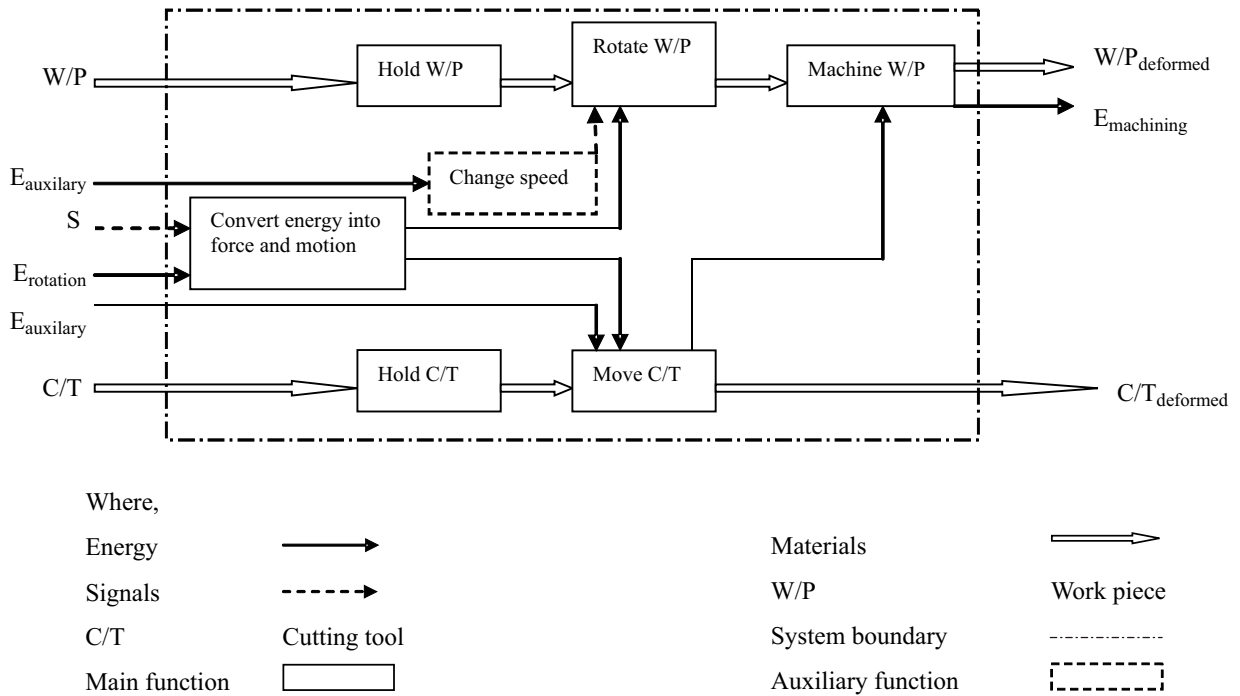 Rotate W/P
W/P
Hold W/P
Machine W/P
W/Pdeformed
Emachining
Eauxilary
Change speed
S
Convert energy into
force and motion
Erotation
Eauxilary
C/T
Hold C/T
Move C/T
C/Tdeformed
Where,
Energy
Materials
Signals
W/P
Work piece
C/T
Cutting tool
System boundary
Main function
Auxiliary function